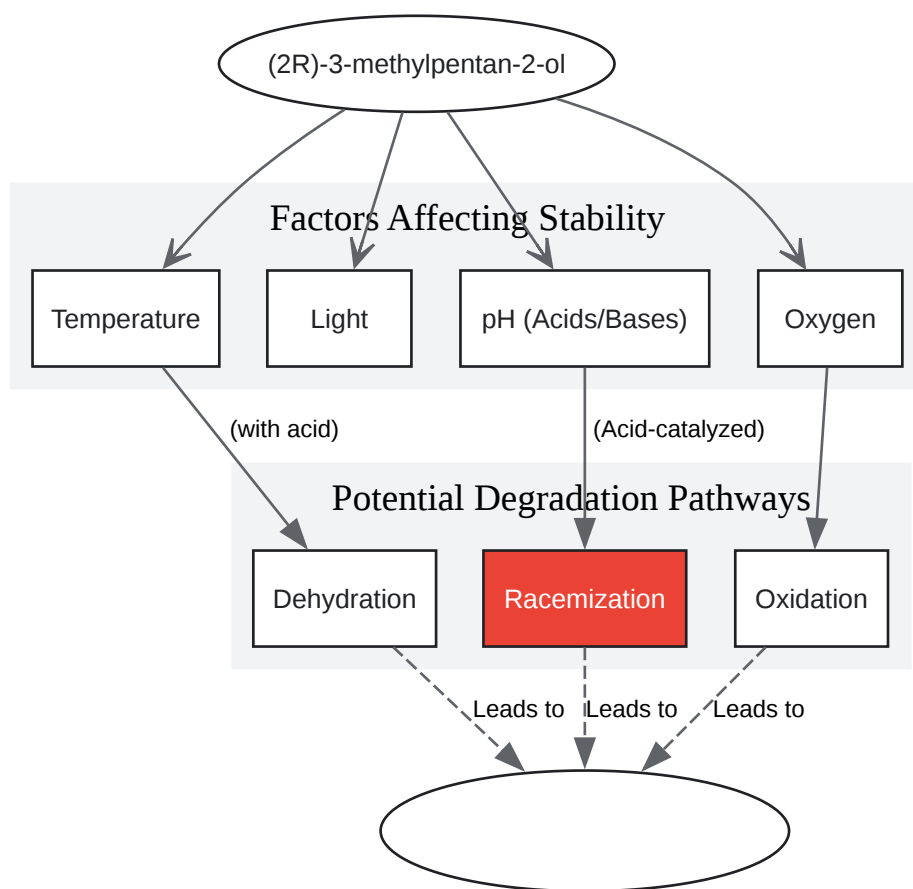 (2R)-3-methylpentan-2-ol
Factors Affecting Stability
Temperature
Light
pH (Acids/Bases)
Oxygen
(with acid)
(Acid-catalyzed)
Potential Degradation Pathways
Dehydration
Racemization
Oxidation
Leads to
Leads to
Leads to